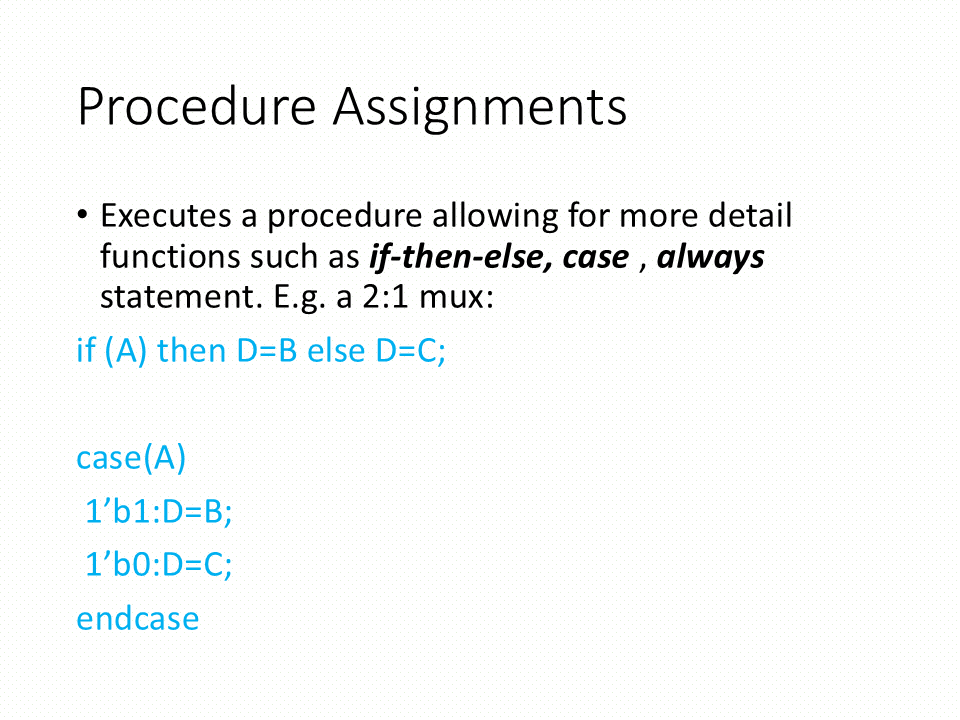 Procedure Assignments
• Executes a procedure allowing for more detail
functions such as if-then-else, case , always
statement. E.g. a 2:1 mux:
if (A) then D=B else D=C;
case(A)
1’b1:D=B;
1’b0:D=C;
endcase